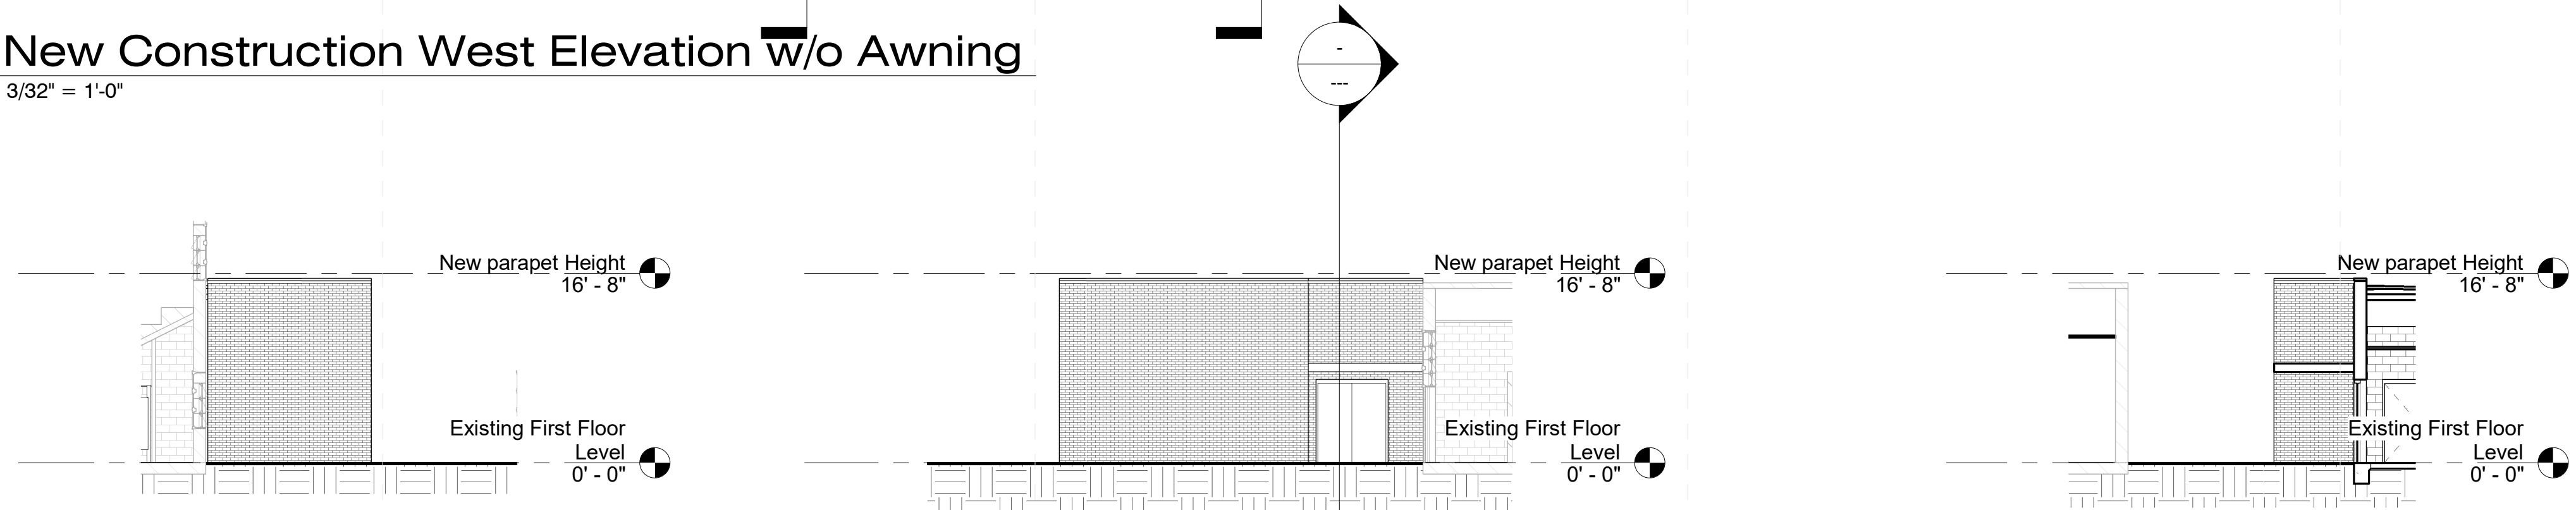 New Construction West Elevation w/o Awning
3/32" = 1'-0"
-
---
New parapet Height
16' - 8"
Existing First Floor
Level
0' - 0"
New parapet Height
16' - 8"
Existing First Floor
Level
0' - 0"
New parapet Height
16' - 8"
Existing First Floor
Level
0' - 0"